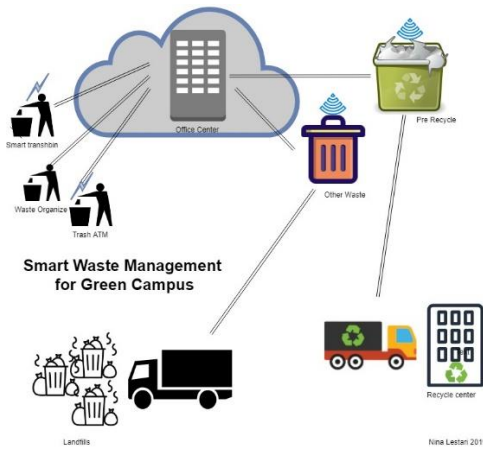 Office Center
Pre Recycle
Smart transhbin
Waste Organize
Trash ATM
Other Waste
Smart Waste Management
for Green Campus
Recycle center
Landfills
Nina Lestari 201